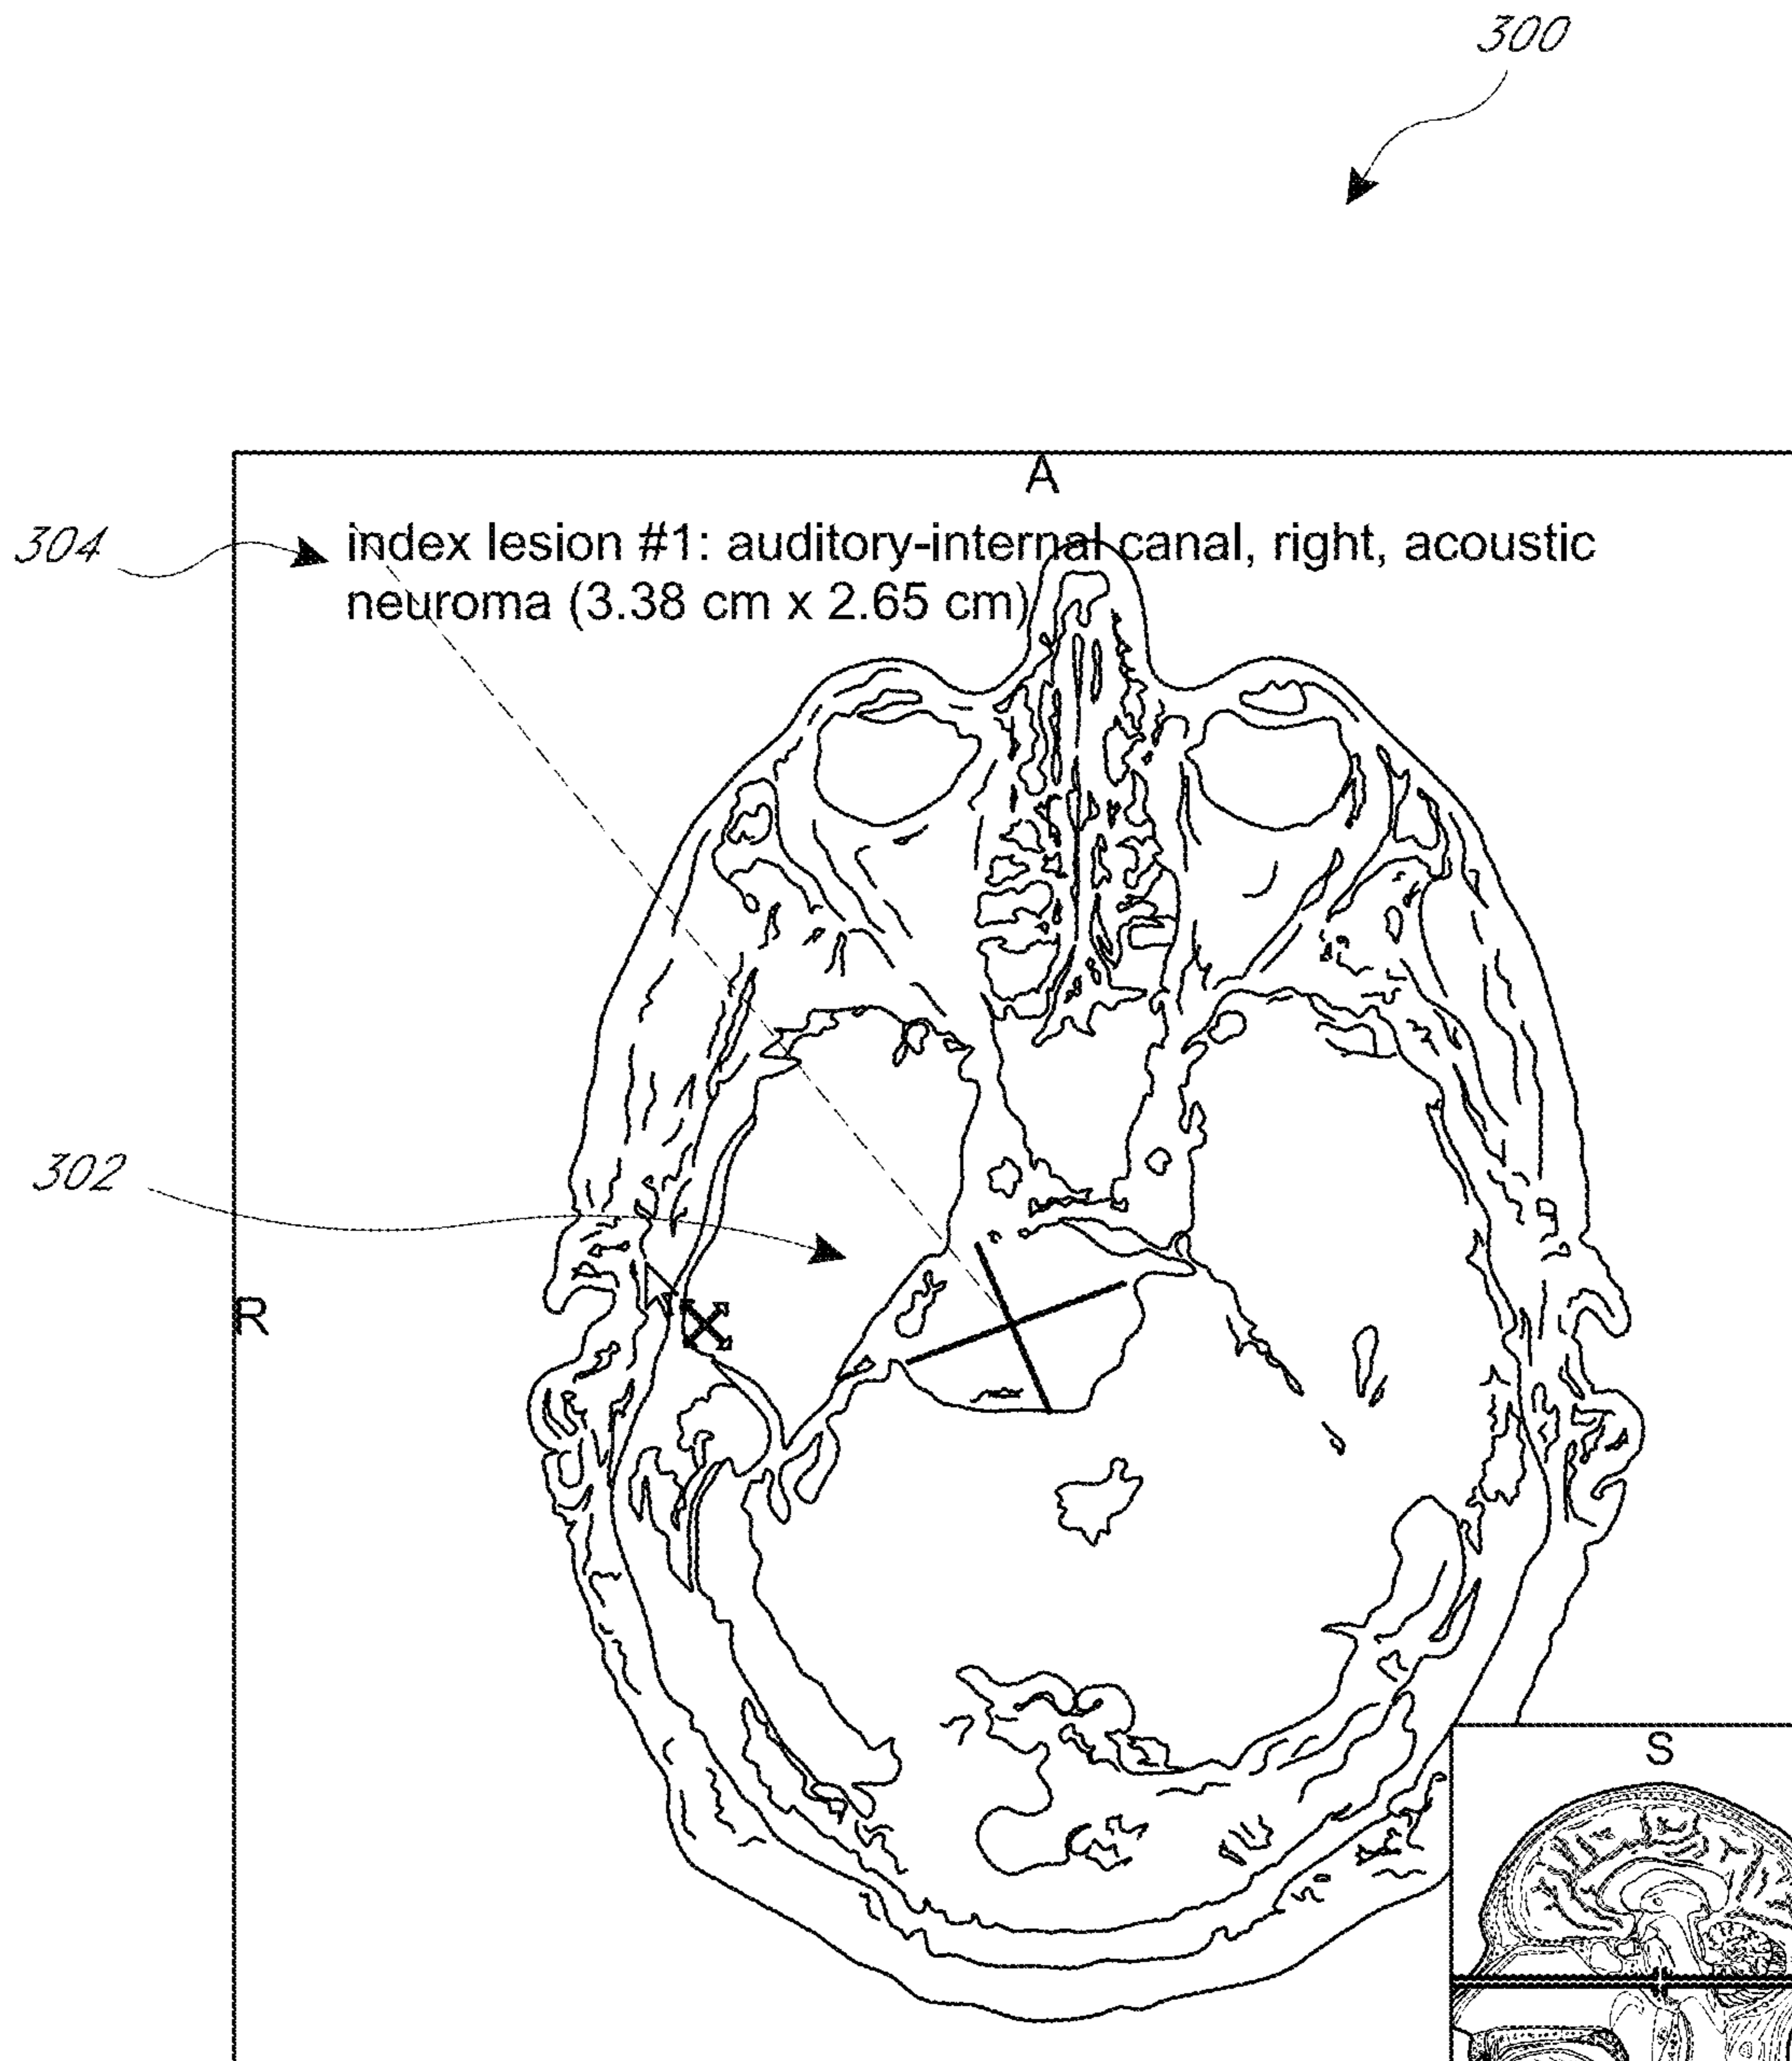 300
A
304
index lesion #1: auditory-internal canal, right, acoustic
neuroma (3.38 cm x 2.65 cm)
302
R
S